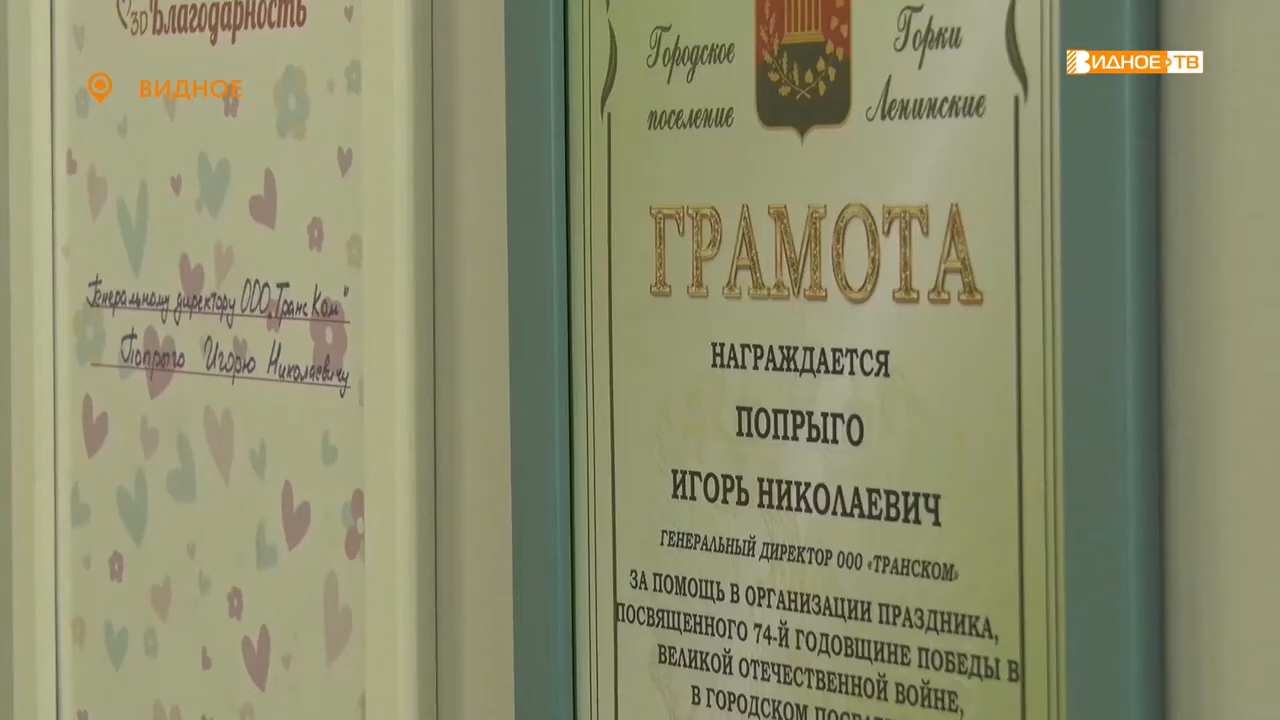 3D Благодарность
ВИДНОЕ
Генеральному директору ООО „Транс Ком"
Попрыго Игорю Николаевичу
Городское
поселение
Горки
Ленинские
ГРАМОТА
НАГРАЖДАЕТСЯ
ПОПРЫГО
ИГОРЬ НИКОЛАЕВИЧ
ГЕНЕРАЛЬНЫЙ ДИРЕКТОР ООО «ТРАНСКОМ»
ЗА ПОМОЩЬ В ОРГАНИЗАЦИИ ПРАЗДНИКА,
ПОСВЯЩЕННОГО 74-Й ГОДОВЩИНЕ ПОБЕДЫ В
ВЕЛИКОЙ ОТЕЧЕСТВЕННОЙ ВОЙНЕ,
В ГОРОДСКОМ
ВИДНОЕ ТВ